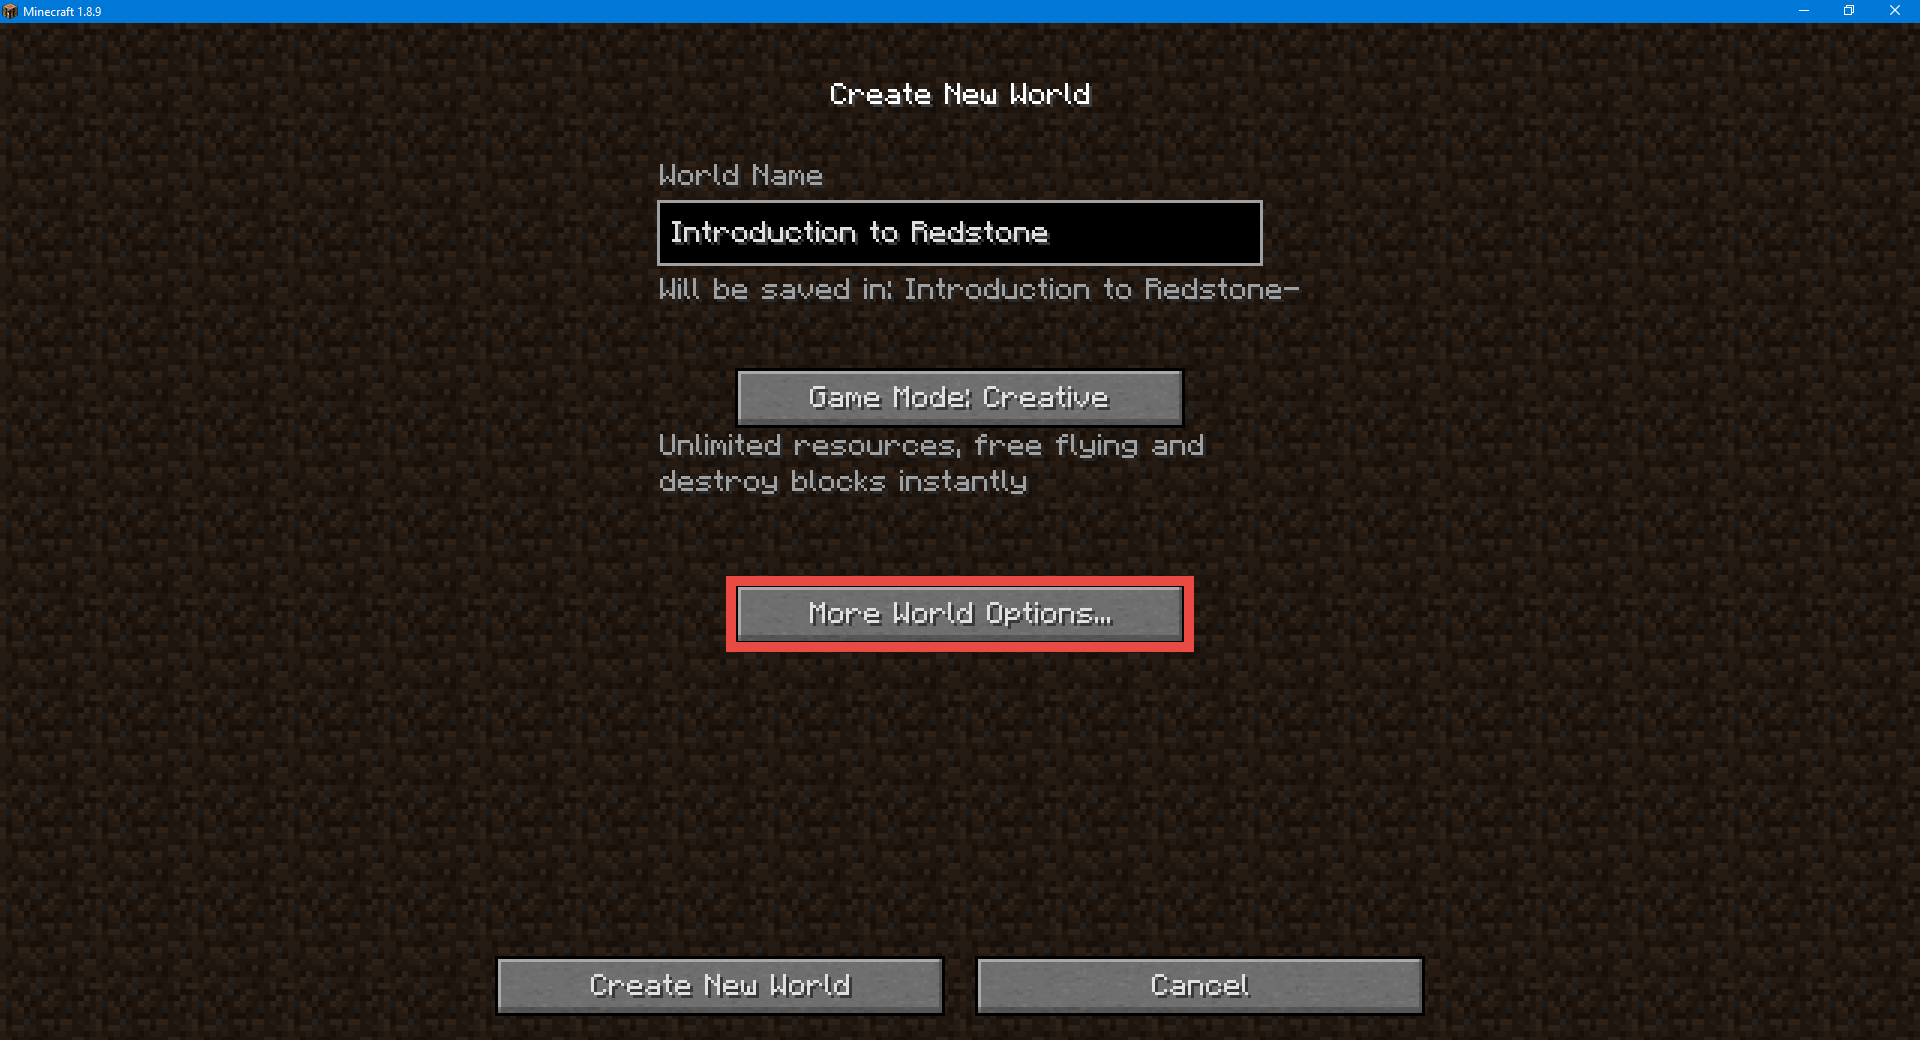 Minecraft 1.8.9
Create New World
World Name
Introduction to Redstone
Will be saved in: Introduction to Redstone-
Game Mode: Creative
Unlimited resources, free flying and
destroy blocks instantly
More World Options...
Create New World
Cancel